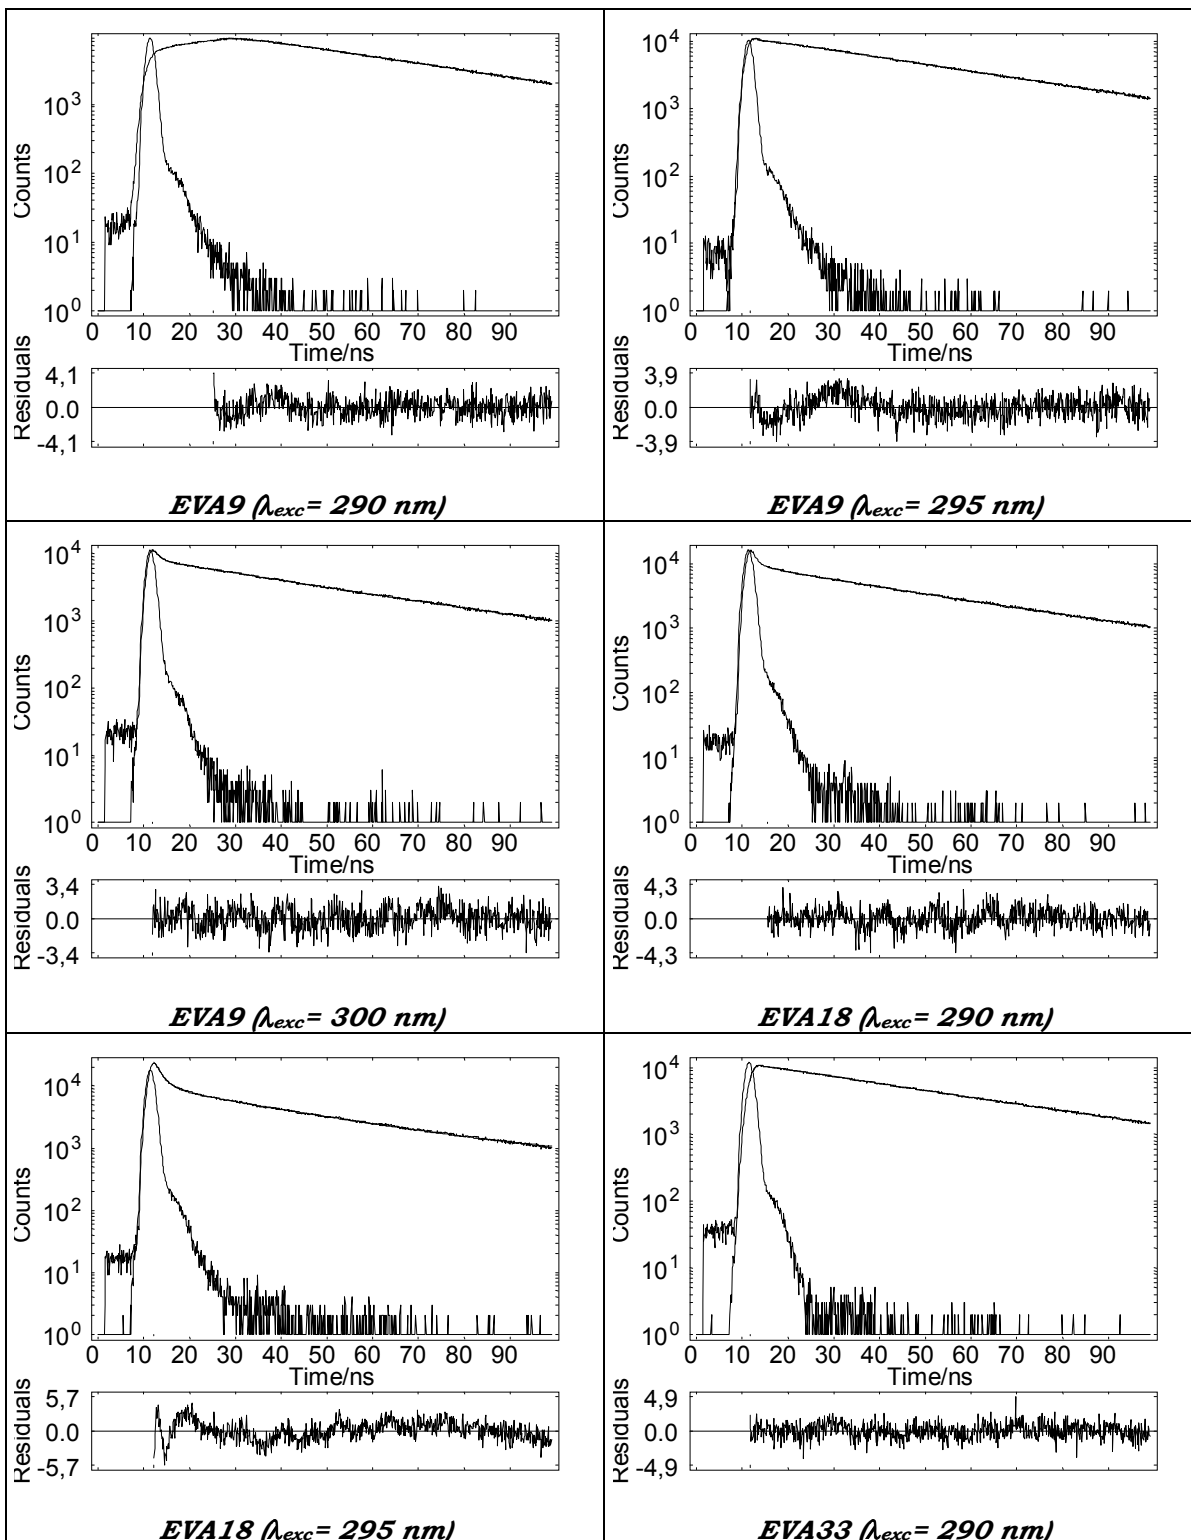 10³
10²
10¹
10⁰
Counts
0 10 20 30 40 50 60 70 80 90
Time/ns
Residuals
4,1
0.0
-4,1
EVA9 (λexc= 290 nm)
10⁴
10³
10²
10¹
10⁰
Counts
0 10 20 30 40 50 60 70 80 90
Time/ns
Residuals
3,9
0.0
-3,9
EVA9 (λexc= 295 nm)
10⁴
10³
10²
10¹
10⁰
Counts
0 10 20 30 40 50 60 70 80 90
Time/ns
Residuals
3,4
0.0
-3,4
EVA9 (λexc= 300 nm)
10⁴
10³
10²
10¹
10⁰
Counts
0 10 20 30 40 50 60 70 80 90
Time/ns
Residuals
4,3
0.0
-4,3
EVA18 (λexc= 290 nm)
10⁴
10³
10²
10¹
10⁰
Counts
0 10 20 30 40 50 60 70 80 90
Time/ns
Residuals
5,7
0.0
-5,7
EVA18 (λexc= 295 nm)
10⁴
10³
10²
10¹
10⁰
Counts
0 10 20 30 40 50 60 70 80 90
Time/ns
Residuals
4,9
0.0
-4,9
EVA33 (λexc= 290 nm)